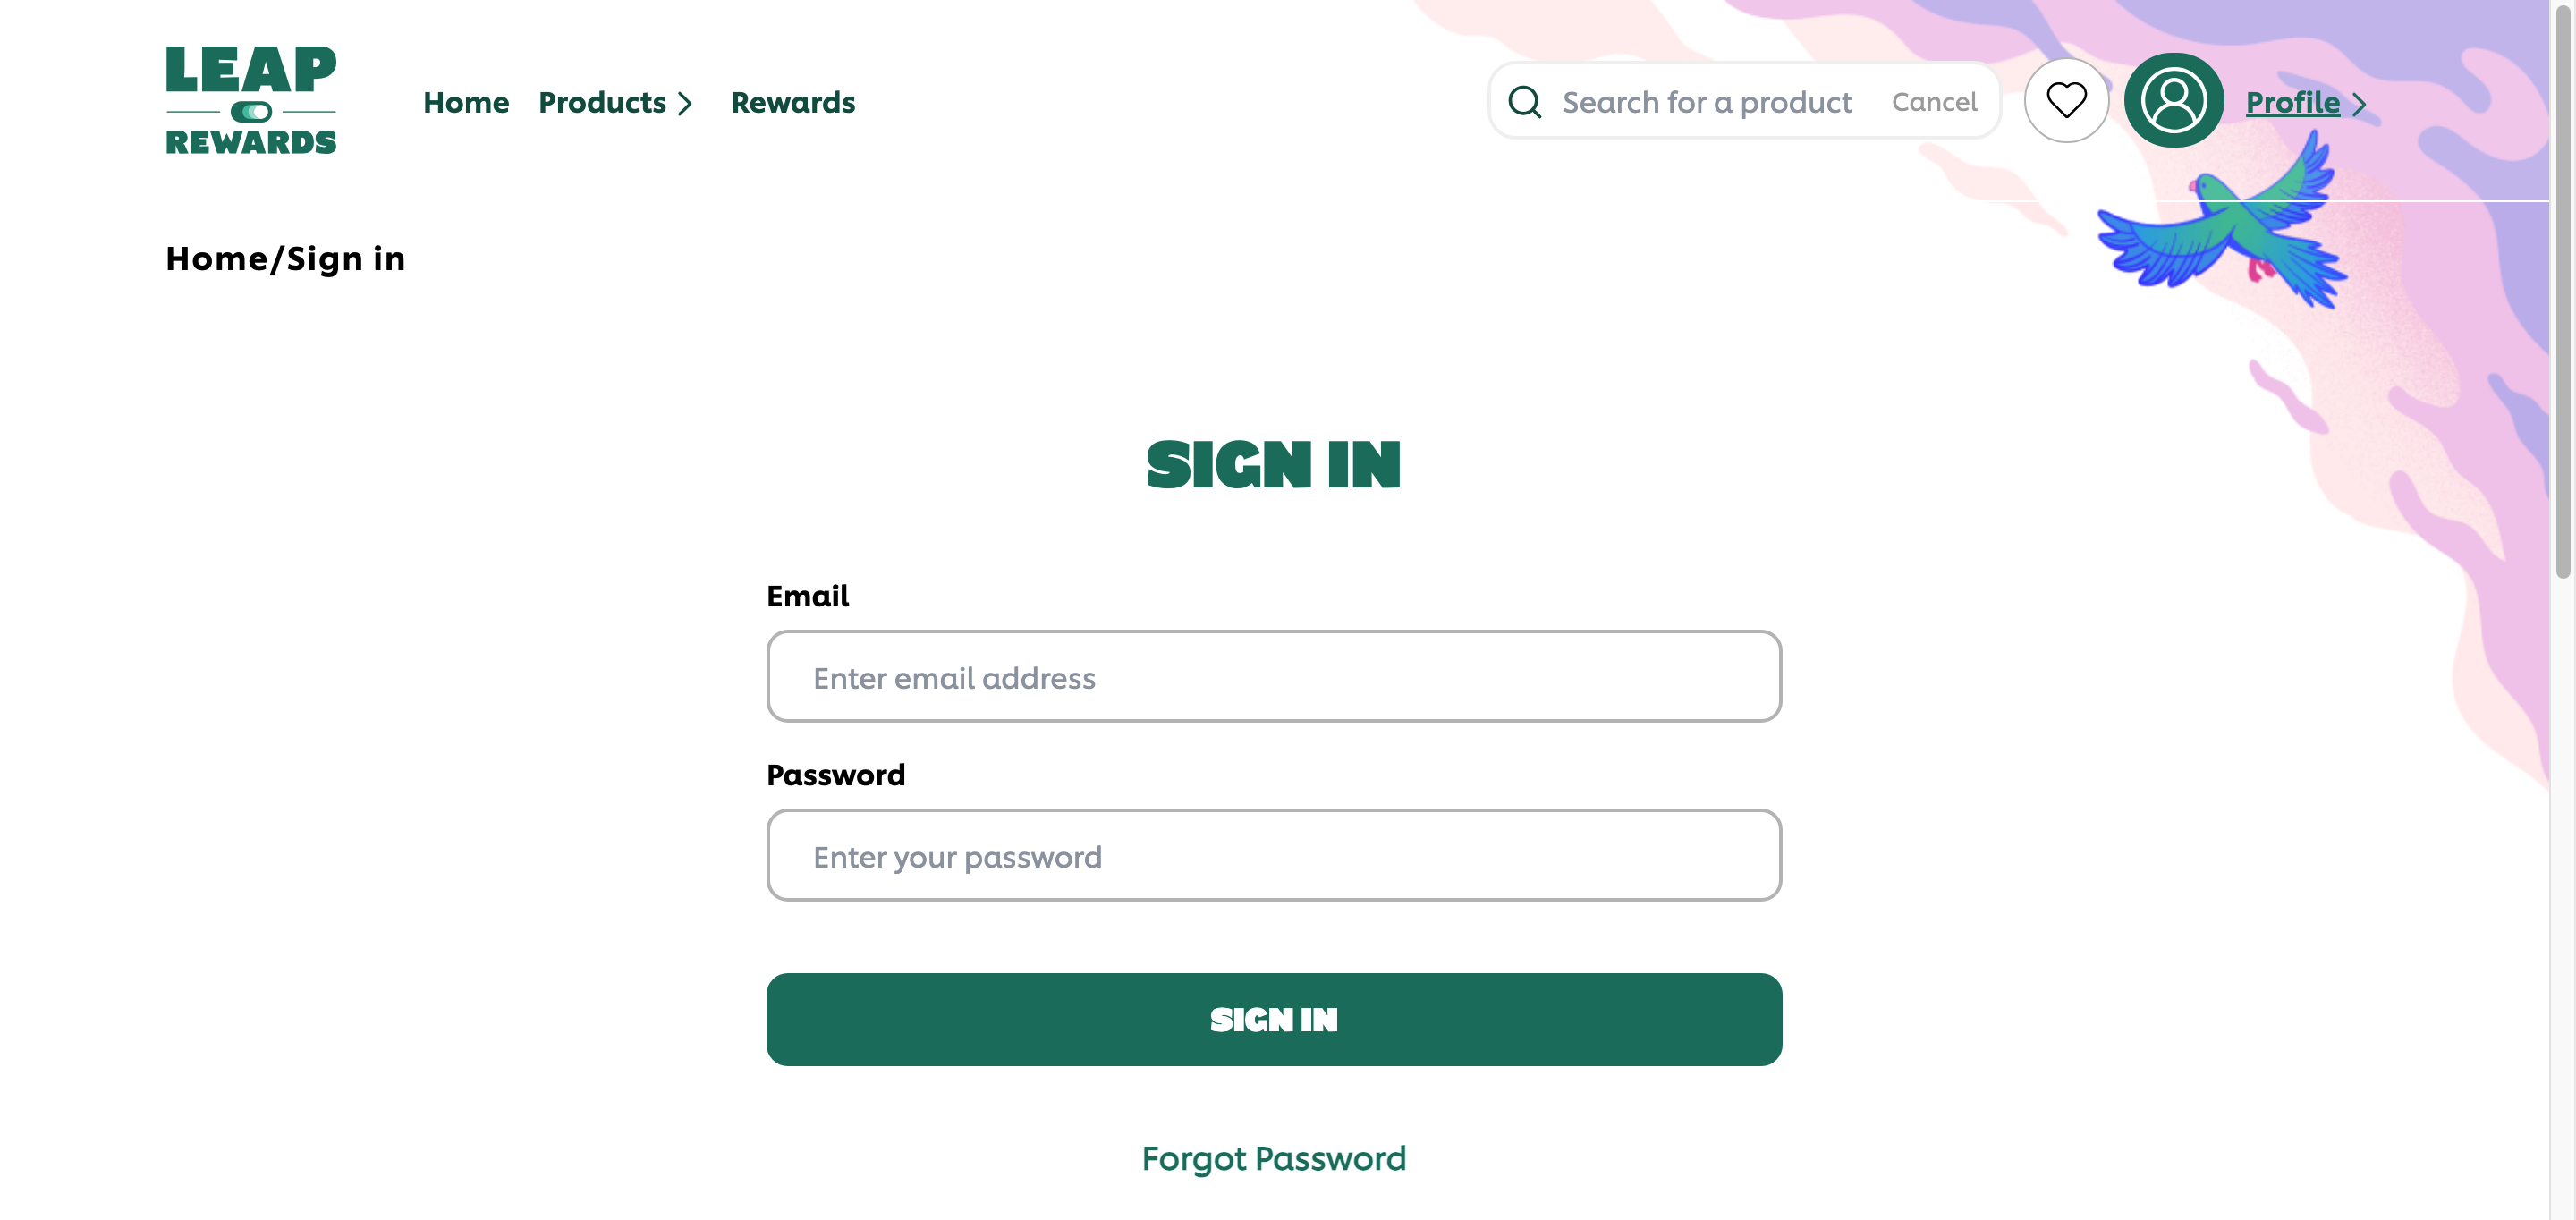 LEAP
REWARDS
Home Products Rewards
Search for a product Cancel
Profile
Home/Sign in
SIGN IN
Email
Enter email address
Password
Enter your password
SIGN IN
Forgot Password